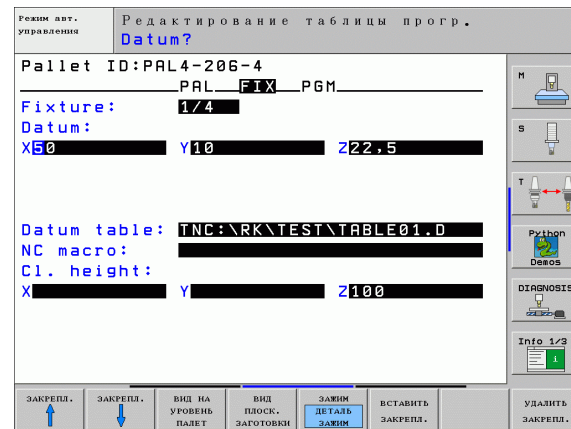 Режим авт.
управления
Редактирование таблицы прогр.
Datum?
Pallet ID:PAL4-206-4
PAL FIX PGM
Fixture: 1/4
Datum:
X50 Y10 Z22,5
Datum table: TNC:\RK\TEST\TABLE01.D
NC macro:
Cl. height:
X Y Z100
M
S
T
Python
Demos
DIAGNOSIS
Info 1/3
i
ЗАКРЕПЛ.
ЗАКРЕПЛ.
ВИД НА
УРОВЕНЬ
ПАЛЕТ
ВИД
ПЛОСК.
ЗАГОТОВКИ
ЗАЖИМ
ДЕТАЛЬ
ЗАЖИМ
ВСТАВИТЬ
ЗАКРЕПЛ.
УДАЛИТЬ
ЗАКРЕПЛ.